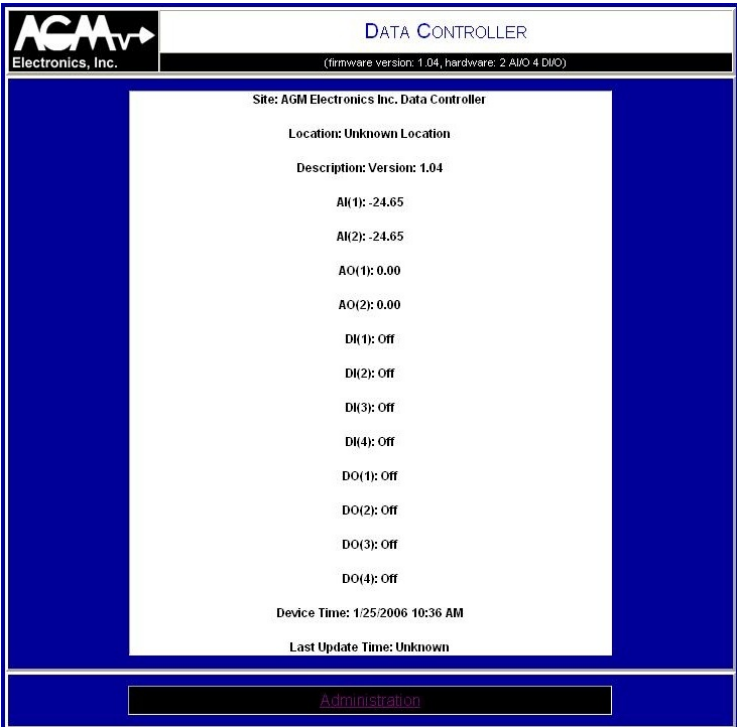 AGM
Electronics, Inc.
DATA CONTROLLER
(firmware version: 1.04, hardware: 2 AI/O 4 DI/O)
Site: AGM Electronics Inc. Data Controller
Location: Unknown Location
Description: Version: 1.04
AI(1): -24.65
AI(2): -24.65
AO(1): 0.00
AO(2): 0.00
DI(1): Off
DI(2): Off
DI(3): Off
DI(4): Off
DO(1): Off
DO(2): Off
DO(3): Off
DO(4): Off
Device Time: 1/25/2006 10:36 AM
Last Update Time: Unknown
Administration